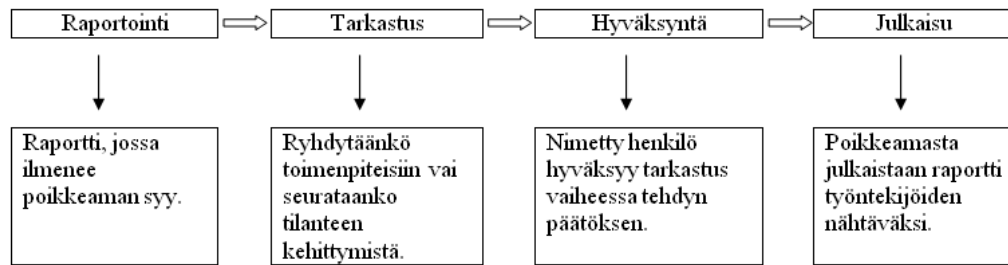 Raportointi
Tarkastus
Hyväksyntä
Julkaisu
Raportti, jossa
ilmenee
poikkeaman syy.
Ryhdytäänkö
toimenpiteisiin vai
seurataanko
tilanteen
kehittymistä.
Nimetty henkilö
hyväksyy tarkastus
vaiheessa tehdyn
päätöksen.
Poikkeamasta
julkaistaan raportti
työntekijöiden
nähtäväksi.